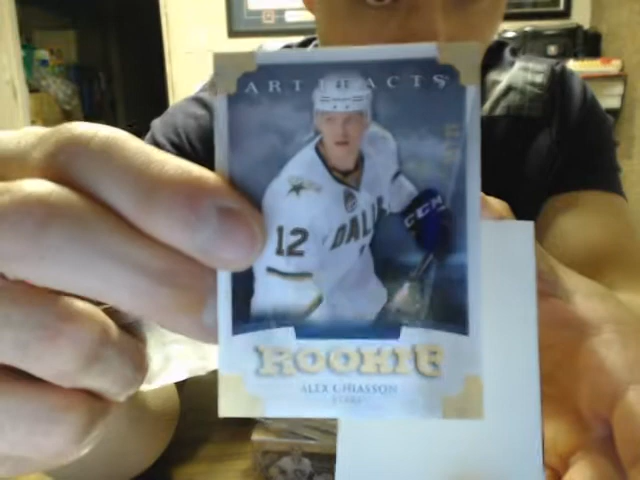 ARTIFACTS
12
DALLAS
CCM
ROOKIE
ALEX CHIASSON
STARS